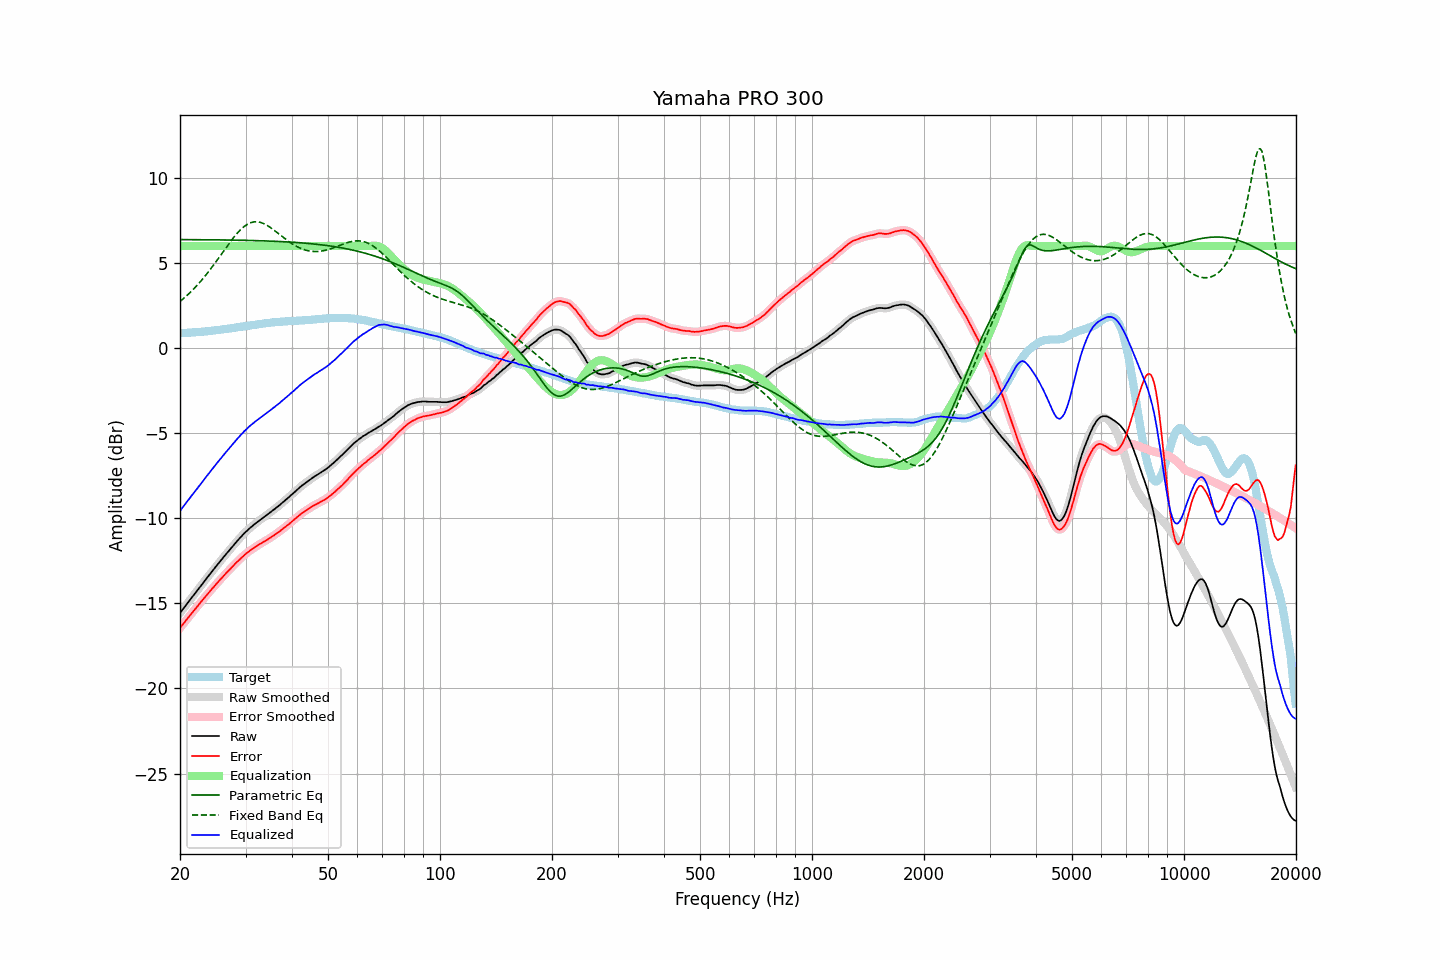 Yamaha PRO 300
Amplitude (dBr)
10
5
0
−5
−10
−15
−20
−25
Target
Raw Smoothed
Error Smoothed
Raw
Error
Equalization
Parametric Eq
Fixed Band Eq
Equalized
20 50 100 200 500 1000 2000 5000 10000 20000
Frequency (Hz)